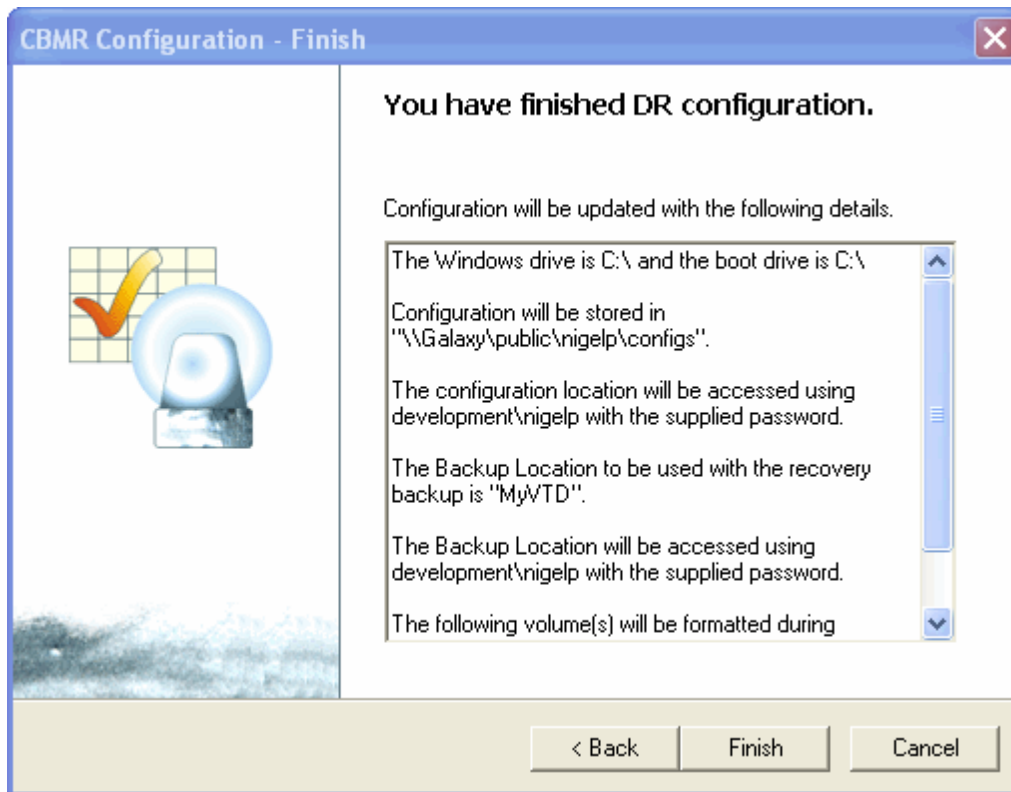 CBMR Configuration - Finish
You have finished DR configuration.
Configuration will be updated with the following details.
The Windows drive is C:\ and the boot drive is C:\
Configuration will be stored in
"\\Galaxy\public\nigelp\configs".
The configuration location will be accessed using
development\nigelp with the supplied password.
The Backup Location to be used with the recovery
backup is "MyVTD".
The Backup Location will be accessed using
development\nigelp with the supplied password.
The following volume(s) will be formatted during
< Back
Finish
Cancel